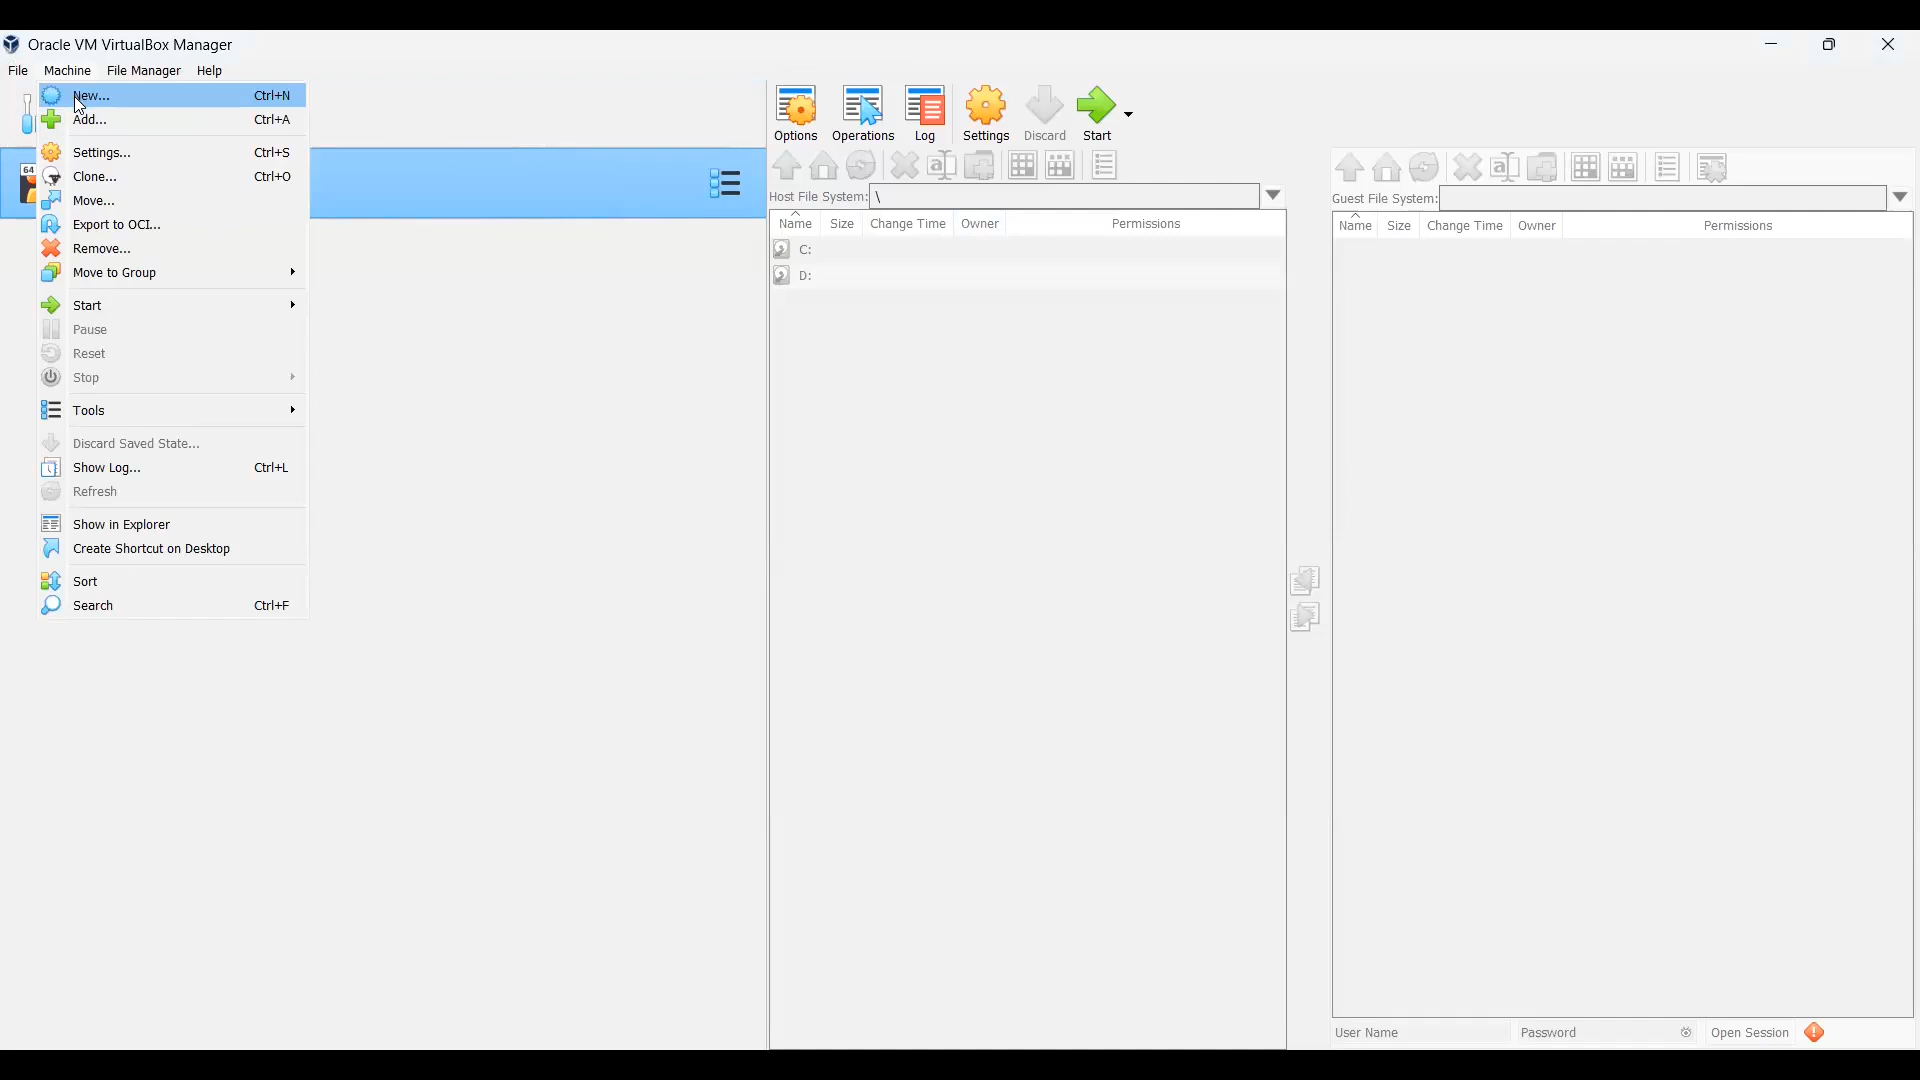 Oracle VM VirtualBox Manager
File Machine File Manager Help
New... Ctrl+N
Add... Ctrl+A
Settings... Ctrl+S
Clone... Ctrl+O
Move...
Export to OCI...
Remove...
Move to Group
Start
Pause
Reset
Stop
Tools
Discard Saved State...
Show Log... Ctrl+L
Refresh
Show in Explorer
Create Shortcut on Desktop
Sort
Search Ctrl+F
64
Options Operations Log Settings Discard Start
Host File System: \
Name Size Change Time Owner Permissions
C:
D:
Guest File System:
Name Size Change Time Owner Permissions
User Name Password Open Session